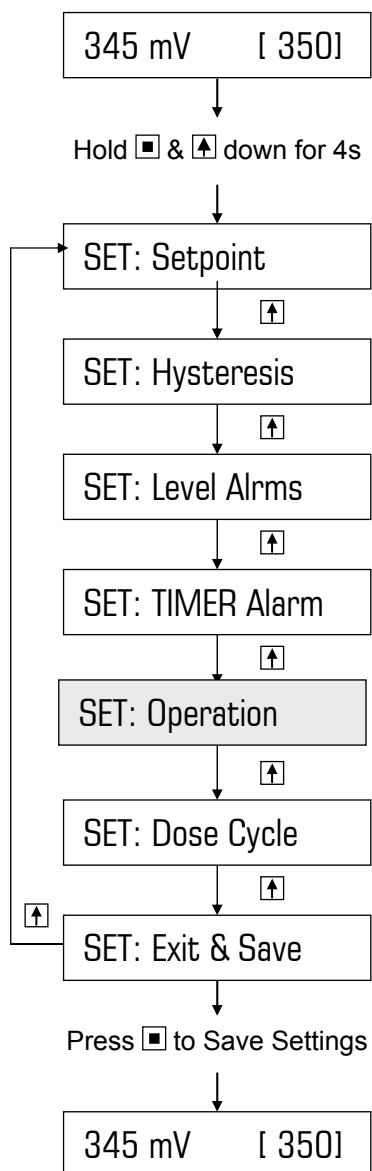 345 mV [ 350]
Hold & down for 4s
SET: Setpoint
SET: Hysteresis
SET: Level Alrms
SET: TIMER Alarm
SET: Operation
SET: Dose Cycle
SET: Exit & Save
Press to Save Settings
345 mV [ 350]